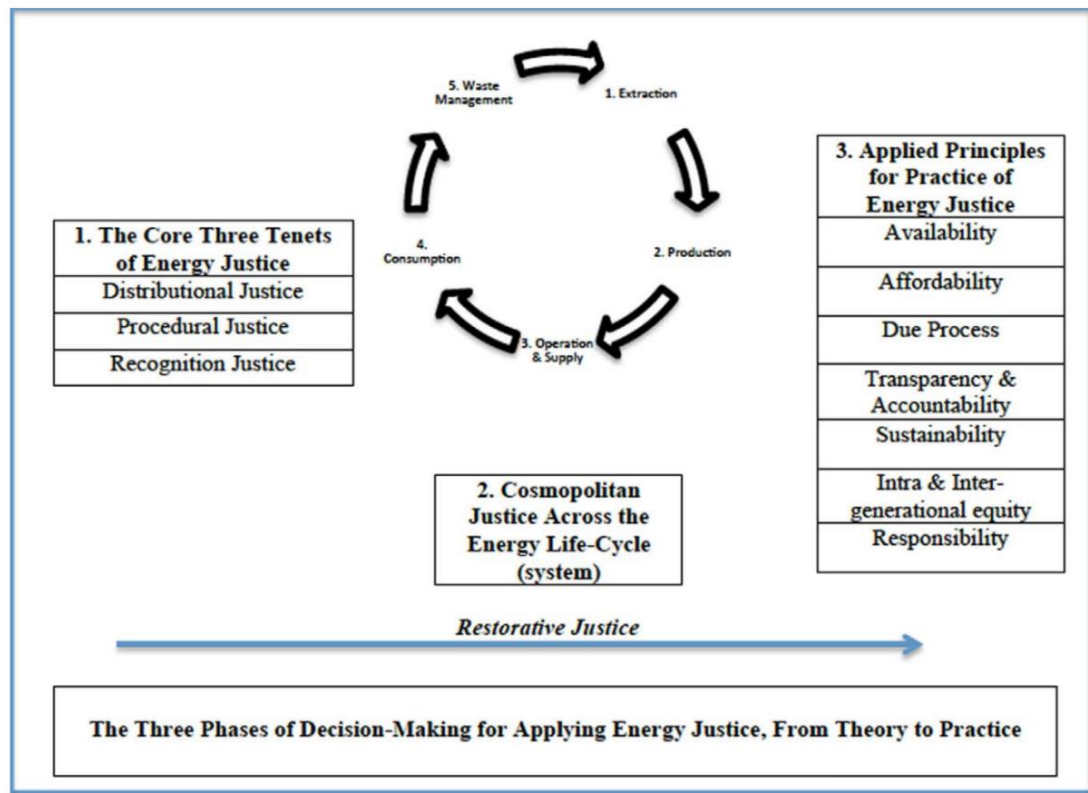 5. Waste
Management
1. Extraction
2. Production
3. Operation
& Supply
4.
Consumption
1. The Core Three Tenets
of Energy Justice
Distributional Justice
Procedural Justice
Recognition Justice
2. Cosmopolitan
Justice Across the
Energy Life-Cycle
(system)
3. Applied Principles
for Practice of
Energy Justice
Availability
Affordability
Due Process
Transparency &
Accountability
Sustainability
Intra & Inter-
generational equity
Responsibility
Restorative Justice
The Three Phases of Decision-Making for Applying Energy Justice, From Theory to Practice